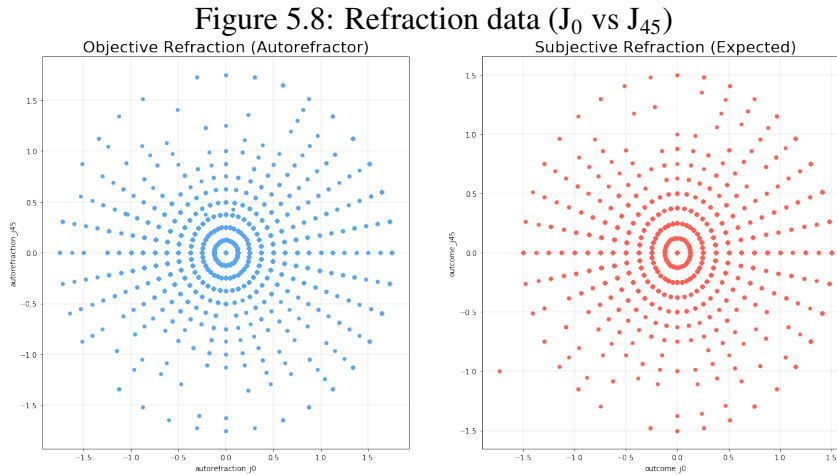 Figure 5.8: Refraction data (J₀ vs J₄₅)
Objective Refraction (Autorefractor)
1.5
1.0
0.5
0.0
−0.5
−1.0
−1.5
−1.5 −1.0 −0.5 0.0 0.5 1.0 1.5
autorefraction_j45
autorefraction_j0
Subjective Refraction (Expected)
1.5
1.0
0.5
0.0
−0.5
−1.0
−1.5
−1.5 −1.0 −0.5 0.0 0.5 1.0 1.5
outcome_j45
outcome_j0